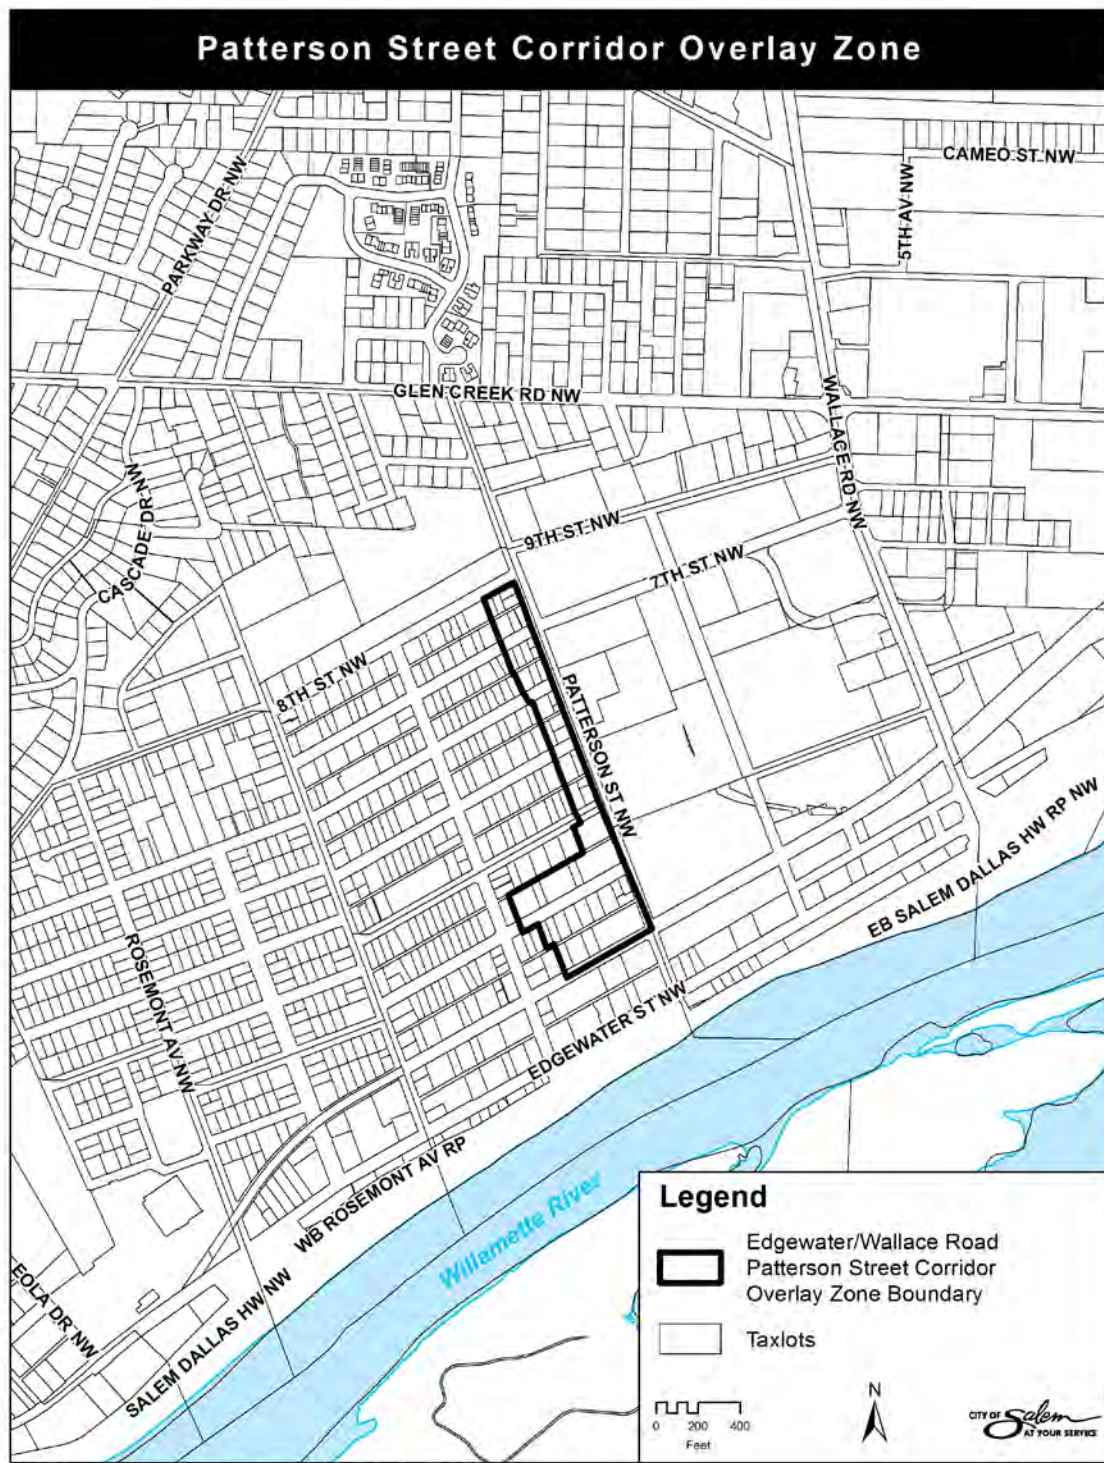 Patterson Street Corridor Overlay Zone
CAMEO ST NW
5TH AV NW
PARKWAY DR NW
GLEN CREEK RD NW
WALLACE RD NW
CASCADE DR NW
9TH ST NW
7TH ST NW
8TH ST NW
PATTERSON ST NW
EB SALEM DALLAS HW RP NW
ROSEMONT AV NW
EDGEWATER ST NW
WB ROSEMONT AV RP
Willamette River
EOLA DR NW
SALEM DALLAS HW NW
Legend
Edgewater/Wallace Road
Patterson Street Corridor
Overlay Zone Boundary
Taxlots
0 200 400
Feet
N
CITY OF Salem
AT YOUR SERVICE